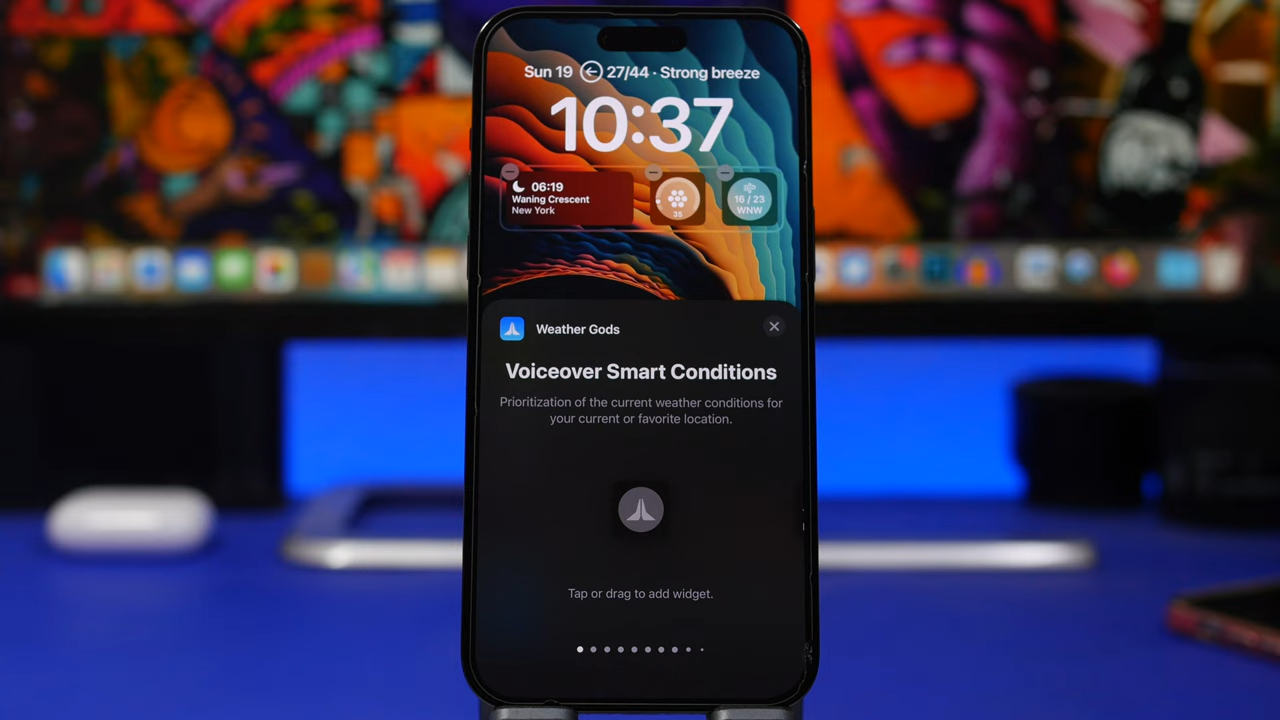 Sun 19 27/44 · Strong breeze
10:37
06:19
Waning Crescent
New York
35
16 / 23
WNW
Weather Gods
Voiceover Smart Conditions
Prioritization of the current weather conditions for
your current or favorite location.
Tap or drag to add widget.